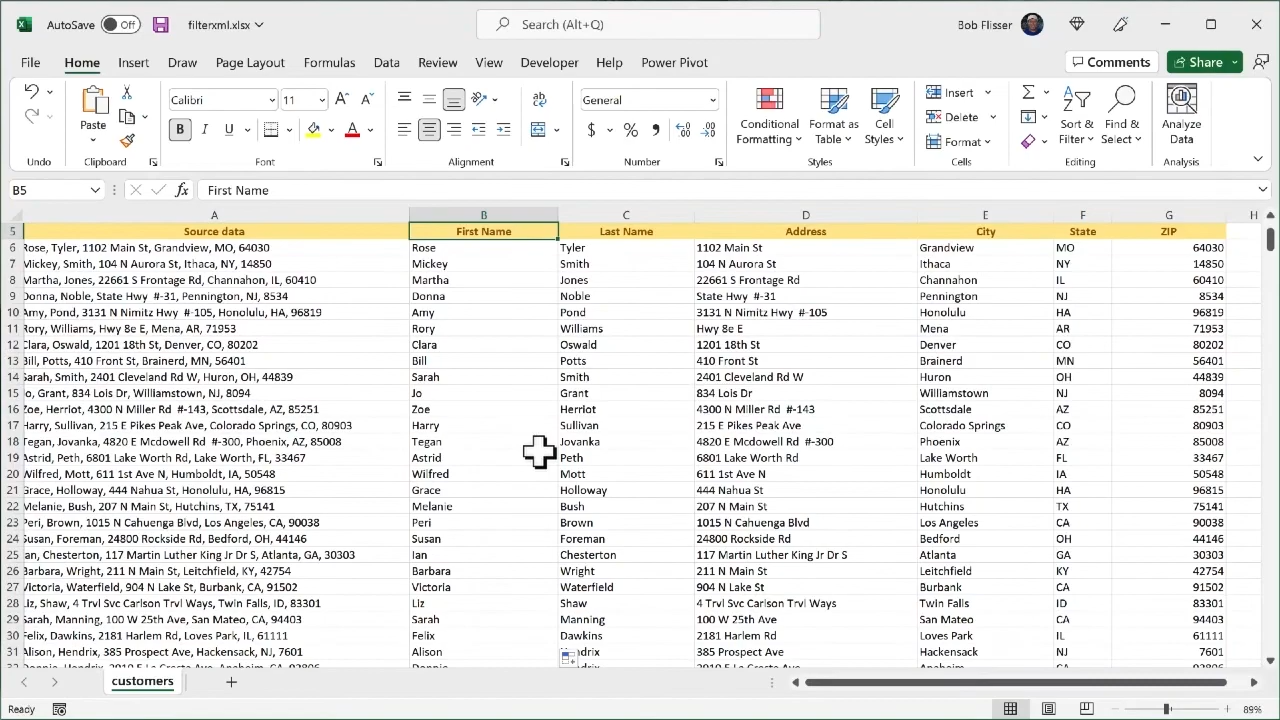 AutoSave Off filterxml.xlsx Search (Alt+Q) Bob Flisser
File Home Insert Draw Page Layout Formulas Data Review View Developer Help Power Pivot Comments Share
Paste Calibri 11 A A ab General Conditional Formatting Format as Table Cell Styles Insert Delete Format Sort & Filter Find & Select Analyze Data
B I U A $ % ,
Undo Clipboard Font Alignment Number Styles Cells Editing Analysis
B5 fx First Name
A B C D E F G H
5 Source data First Name Last Name Address City State ZIP
6 Rose, Tyler, 1102 Main St, Grandview, MO, 64030 Rose Tyler 1102 Main St Grandview MO 64030
7 Mickey, Smith, 104 N Aurora St, Ithaca, NY, 14850 Mickey Smith 104 N Aurora St Ithaca NY 14850
8 Martha, Jones, 22661 S Frontage Rd, Channahon, IL, 60410 Martha Jones 22661 S Frontage Rd Channahon IL 60410
9 Donna, Noble, State Hwy #-31, Pennington, NJ, 8534 Donna Noble State Hwy #-31 Pennington NJ 8534
10 Amy, Pond, 3131 N Nimitz Hwy #-105, Honolulu, HA, 96819 Amy Pond 3131 N Nimitz Hwy #-105 Honolulu HA 96819
11 Rory, Williams, Hwy 8e E, Mena, AR, 71953 Rory Williams Hwy 8e E Mena AR 71953
12 Clara, Oswald, 1201 18th St, Denver, CO, 80202 Clara Oswald 1201 18th St Denver CO 80202
13 Bill, Potts, 410 Front St, Brainerd, MN, 56401 Bill Potts 410 Front St Brainerd MN 56401
14 Sarah, Smith, 2401 Cleveland Rd W, Huron, OH, 44839 Sarah Smith 2401 Cleveland Rd W Huron OH 44839
15 Jo, Grant, 834 Lois Dr, Williamstown, NJ, 8094 Jo Grant 834 Lois Dr Williamstown NJ 8094
16 Zoe, Herriot, 4300 N Miller Rd #-143, Scottsdale, AZ, 85251 Zoe Herriot 4300 N Miller Rd #-143 Scottsdale AZ 85251
17 Harry, Sullivan, 215 E Pikes Peak Ave, Colorado Springs, CO, 80903 Harry Sullivan 215 E Pikes Peak Ave Colorado Springs CO 80903
18 Tegan, Jovanka, 4820 E Mcdowell Rd #-300, Phoenix, AZ, 85008 Tegan Jovanka 4820 E Mcdowell Rd #-300 Phoenix AZ 85008
19 Astrid, Peth, 6801 Lake Worth Rd, Lake Worth, FL, 33467 Astrid Peth 6801 Lake Worth Rd Lake Worth FL 33467
20 Wilfred, Mott, 611 1st Ave N, Humboldt, IA, 50548 Wilfred Mott 611 1st Ave N Humboldt IA 50548
21 Grace, Holloway, 444 Nahua St, Honolulu, HA, 96815 Grace Holloway 444 Nahua St Honolulu HA 96815
22 Melanie, Bush, 207 N Main St, Hutchins, TX, 75141 Melanie Bush 207 N Main St Hutchins TX 75141
23 Peri, Brown, 1015 N Cahuenga Blvd, Los Angeles, CA, 90038 Peri Brown 1015 N Cahuenga Blvd Los Angeles CA 90038
24 Susan, Foreman, 24800 Rockside Rd, Bedford, OH, 44146 Susan Foreman 24800 Rockside Rd Bedford OH 44146
25 Ian, Chesterton, 117 Martin Luther King Jr Dr S, Atlanta, GA, 30303 Ian Chesterton 117 Martin Luther King Jr Dr S Atlanta GA 30303
26 Barbara, Wright, 211 N Main St, Leitchfield, KY, 42754 Barbara Wright 211 N Main St Leitchfield KY 42754
27 Victoria, Waterfield, 904 N Lake St, Burbank, CA, 91502 Victoria Waterfield 904 N Lake St Burbank CA 91502
28 Liz, Shaw, 4 Trvl Svc Carlson Trvl Ways, Twin Falls, ID, 83301 Liz Shaw 4 Trvl Svc Carlson Trvl Ways Twin Falls ID 83301
29 Sarah, Manning, 100 W 25th Ave, San Mateo, CA, 94403 Sarah Manning 100 W 25th Ave San Mateo CA 94403
30 Felix, Dawkins, 2181 Harlem Rd, Loves Park, IL, 61111 Felix Dawkins 2181 Harlem Rd Loves Park IL 61111
31 Alison, Hendrix, 385 Prospect Ave, Hackensack, NJ, 7601 Alison Hendrix 385 Prospect Ave Hackensack NJ 7601
customers
Ready 89%